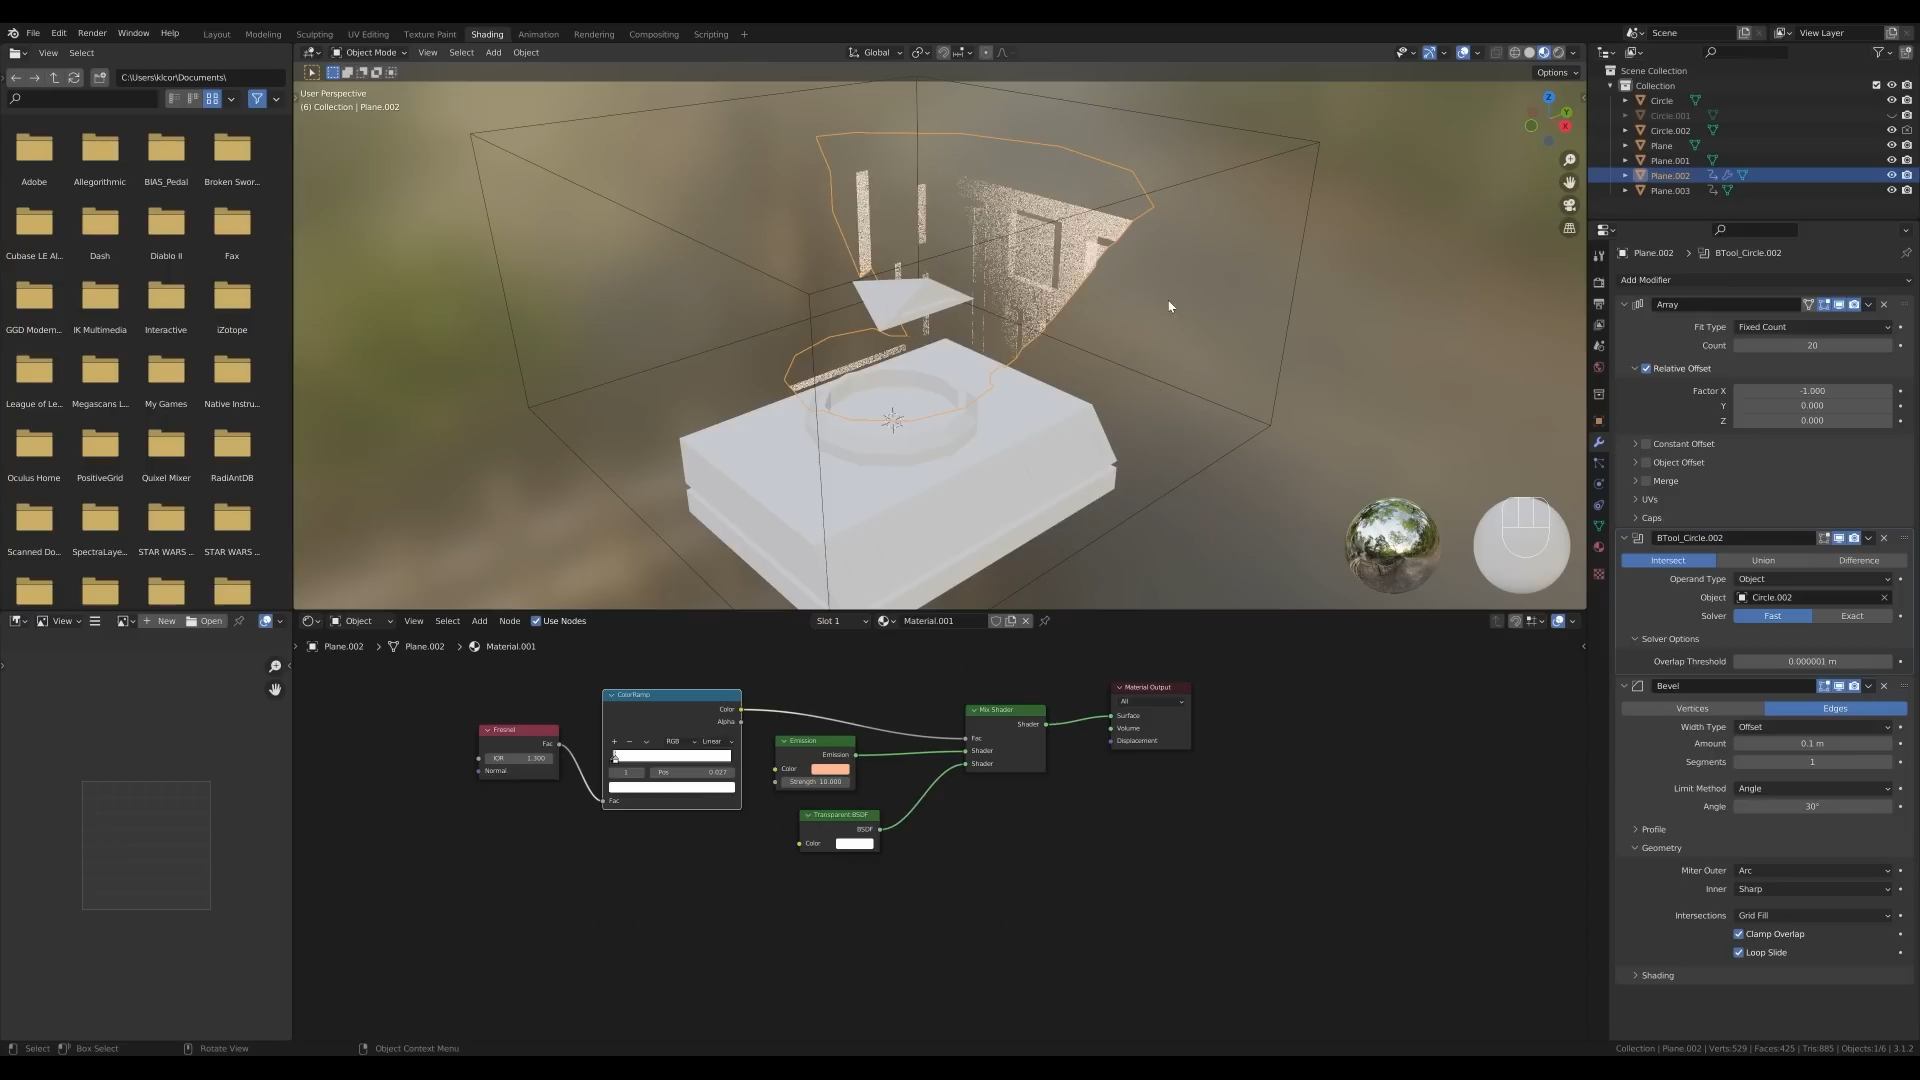 File Edit Render Window Help Layout Modeling Sculpting UV Editing Texture Paint Shading Animation Rendering Compositing Scripting + Scene View Layer
View Select
Object Mode View Select Add Object Global
C:\Users\klcor\Documents\
Options
User Perspective
(6) Collection | Plane.002
Z
Y
X
Adobe Allegorithmic BIAS_Pedal Broken Swor...
Cubase LE AI... Dash Diablo II Fax
GGD Modern... IK Multimedia Interactive iZotope
League of Le... Megascans L... My Games Native Instru...
Oculus Home PositiveGrid Quixel Mixer RadiAntDB
Scanned Do... SpectraLaye... STAR WARS ... STAR WARS ...
Scene Collection
Collection
Circle
Circle.001
Circle.002
Plane
Plane.001
Plane.002
Plane.003
Plane.002 > BTool_Circle.002
Add Modifier
Array
Fit Type Fixed Count
Count 20
Relative Offset
Factor X -1.000
Y 0.000
Z 0.000
Constant Offset
Object Offset
Merge
UVs
Caps
BTool_Circle.002
Intersect Union Difference
Operand Type Object
Object Circle.002
Solver Fast Exact
Solver Options
Overlap Threshold 0.000001 m
Bevel
Vertices Edges
Width Type Offset
Amount 0.1 m
Segments 1
Limit Method Angle
Angle 30°
Profile
Geometry
Miter Outer Arc
Inner Sharp
Intersections Grid Fill
Clamp Overlap
Loop Slide
Shading
View + New Open
Object View Select Add Node Use Nodes Slot 1 Material.001
Plane.002 > Plane.002 > Material.001
Fresnel
Fac
IOR 1.300
Normal
ColorRamp
Color
Alpha
+ − RGB Linear
1 Pos 0.027
Fac
Emission
Emission
Color
Strength 10.000
Transparent BSDF
BSDF
Color
Mix Shader
Shader
Fac
Shader
Shader
Material Output
All
Surface
Volume
Displacement
Select Box Select Rotate View Object Context Menu
Collection | Plane.002 | Verts:529 | Faces:425 | Tris:885 | Objects:1/6 | 3.1.2